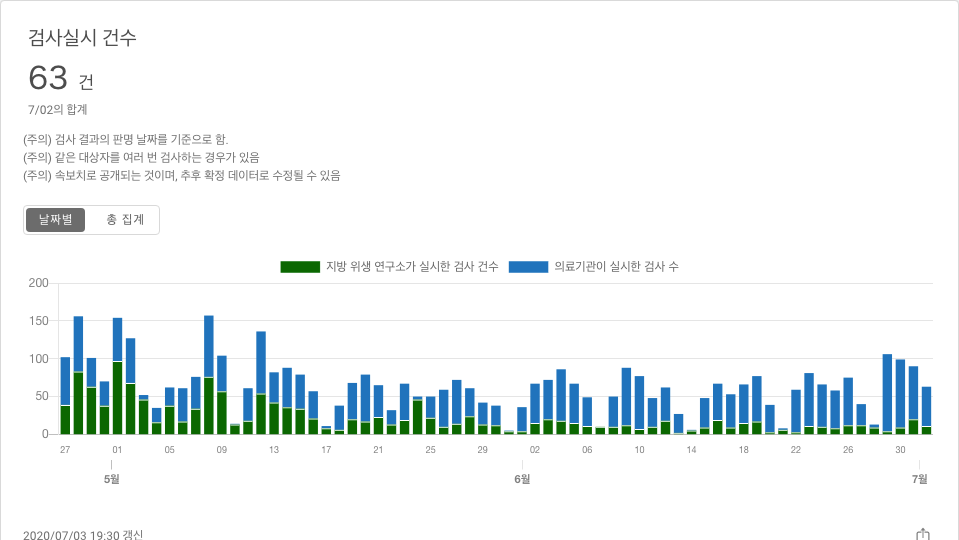 검사실시 건수
63 건
7/02의 합계
(주의) 검사 결과의 판명 날짜를 기준으로 함.
(주의) 같은 대상자를 여러 번 검사하는 경우가 있음
(주의) 속보치로 공개되는 것이며, 추후 확정 데이터로 수정될 수 있음
날짜별 총 집계
지방 위생 연구소가 실시한 검사 건수 의료기관이 실시한 검사 수
200
150
100
50
0
27 01 05 09 13 17 21 25 29 02 06 10 14 18 22 26 30
5월 6월 7월
2020/07/03 19:30 갱신